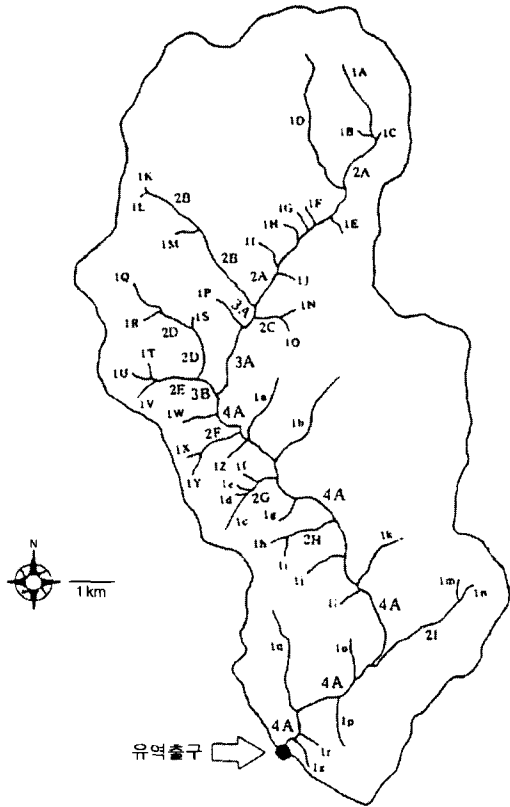 1A
1D
1B
1C
2A
1K
1L
2B
1G
1F
1H
1E
1M
1I
2B
2A
1J
1Q
1P
3A
1N
1R
1S
2C
2D
1O
1T
2D
3A
1U
2E
3B
1V
4A
1a
1W
1b
2F
1X
1Z
1Y
1f
1e
1d
2G
4A
1c
1g
1h
2H
1k
1i
1j
N
1 km
4A
1m
1n
1q
1o
2I
4A
4A
1p
유역출구
1r
1s